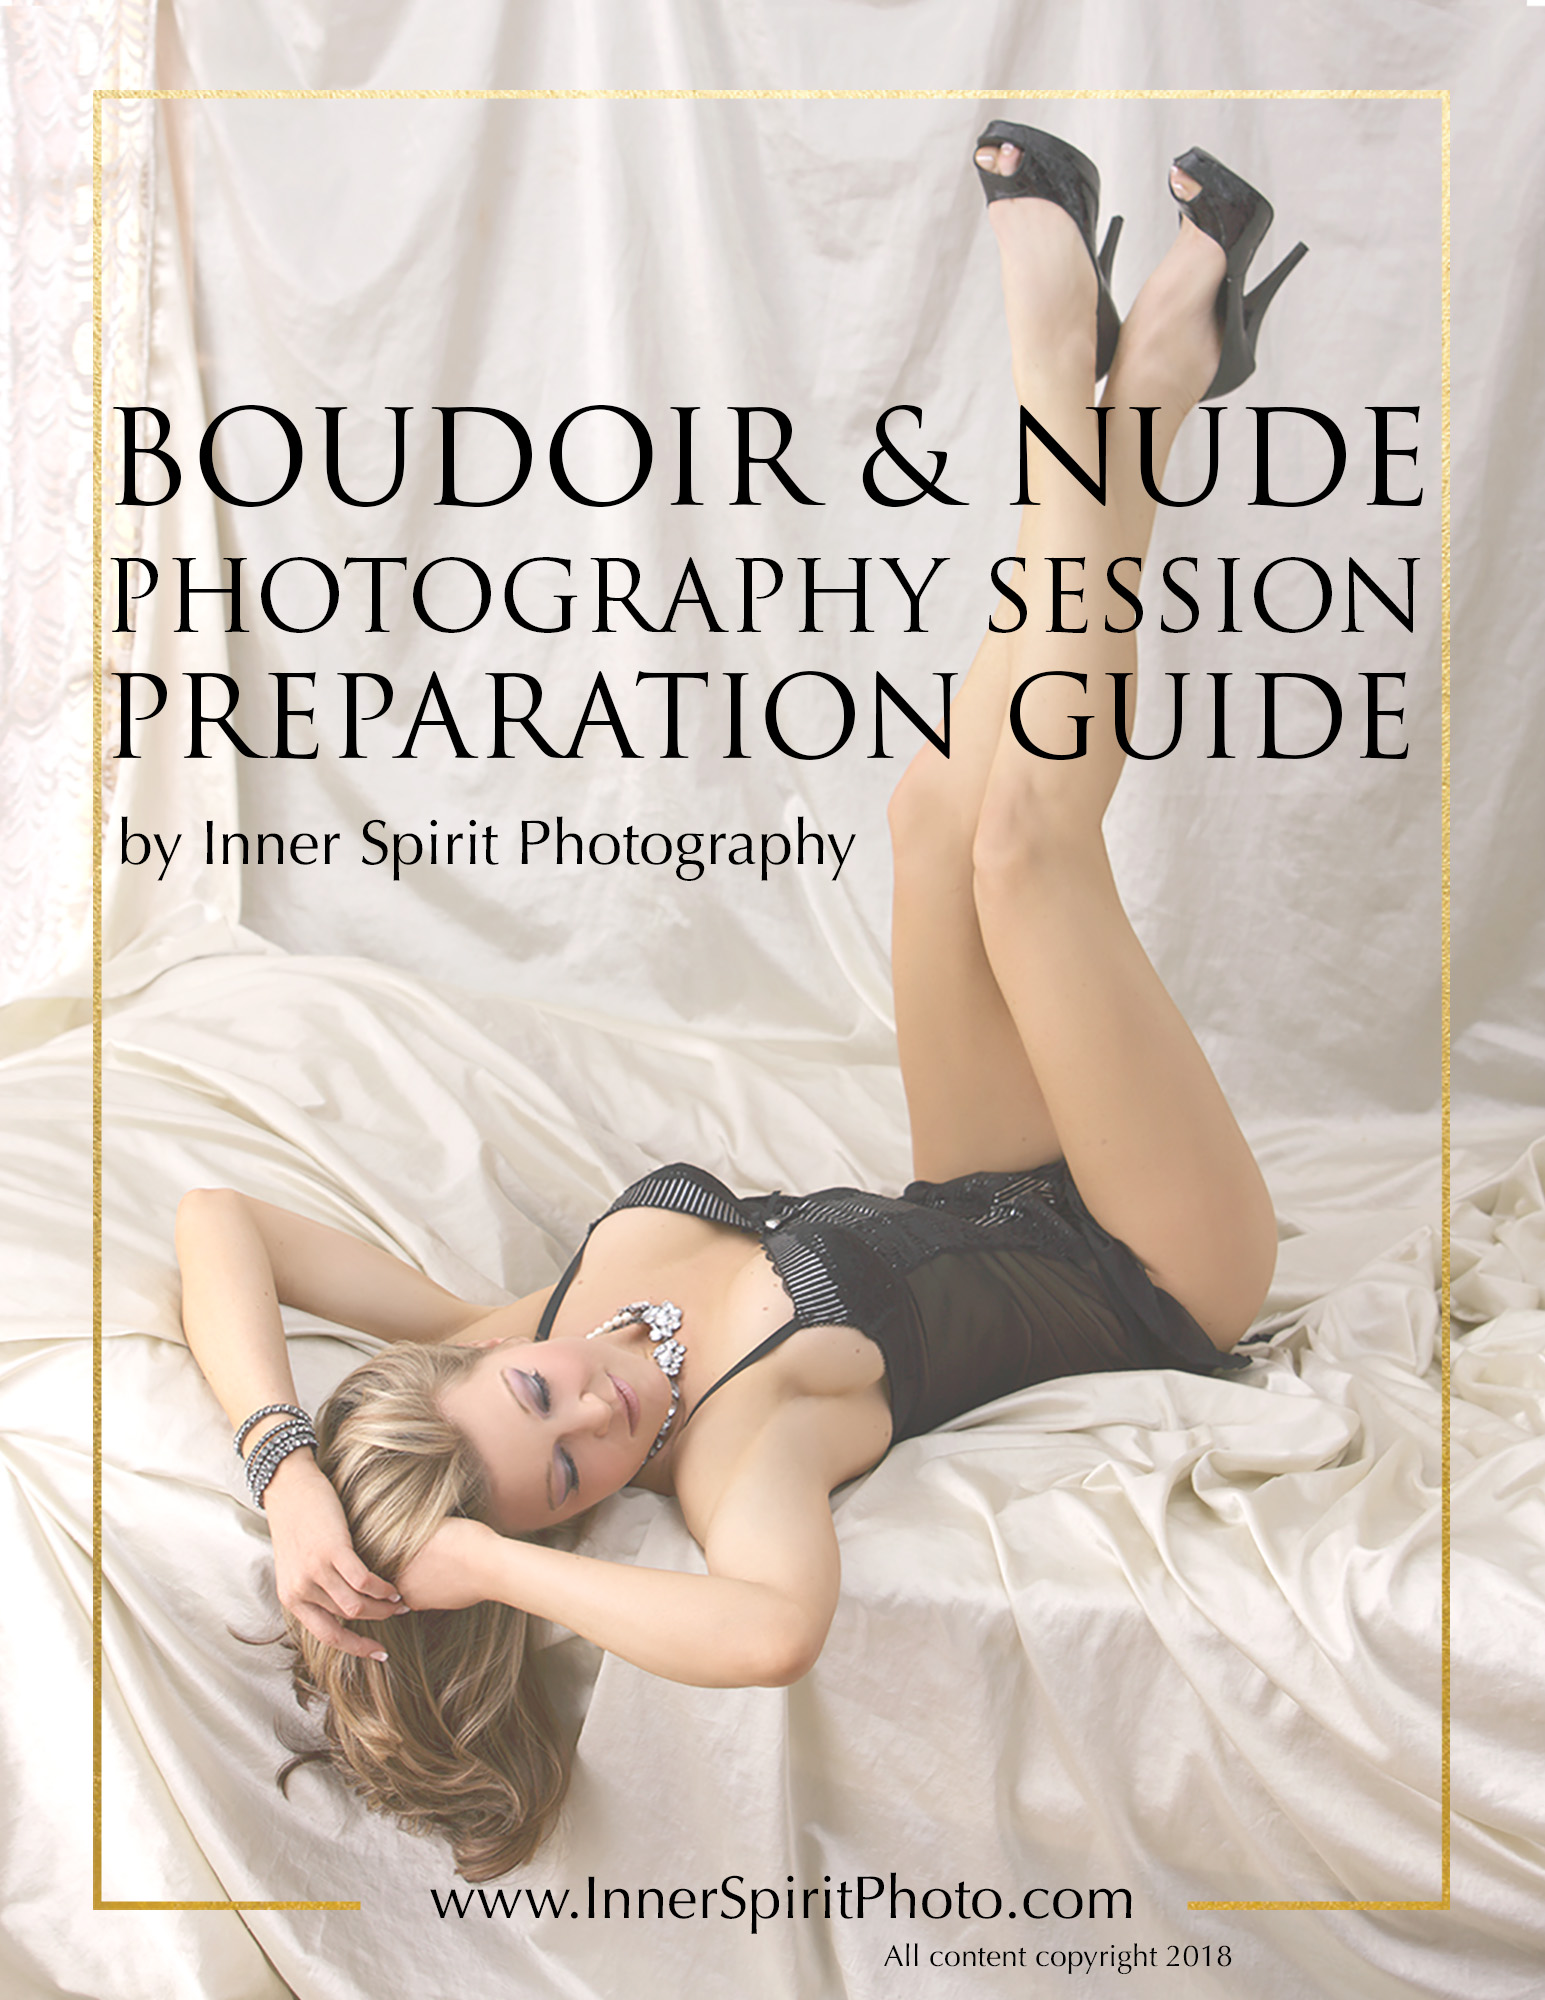 BOUDOIR & NUDE
PHOTOGRAPHY SESSION
PREPARATION GUIDE
by Inner Spirit Photography
www.InnerSpiritPhoto.com
All content copyright 2018